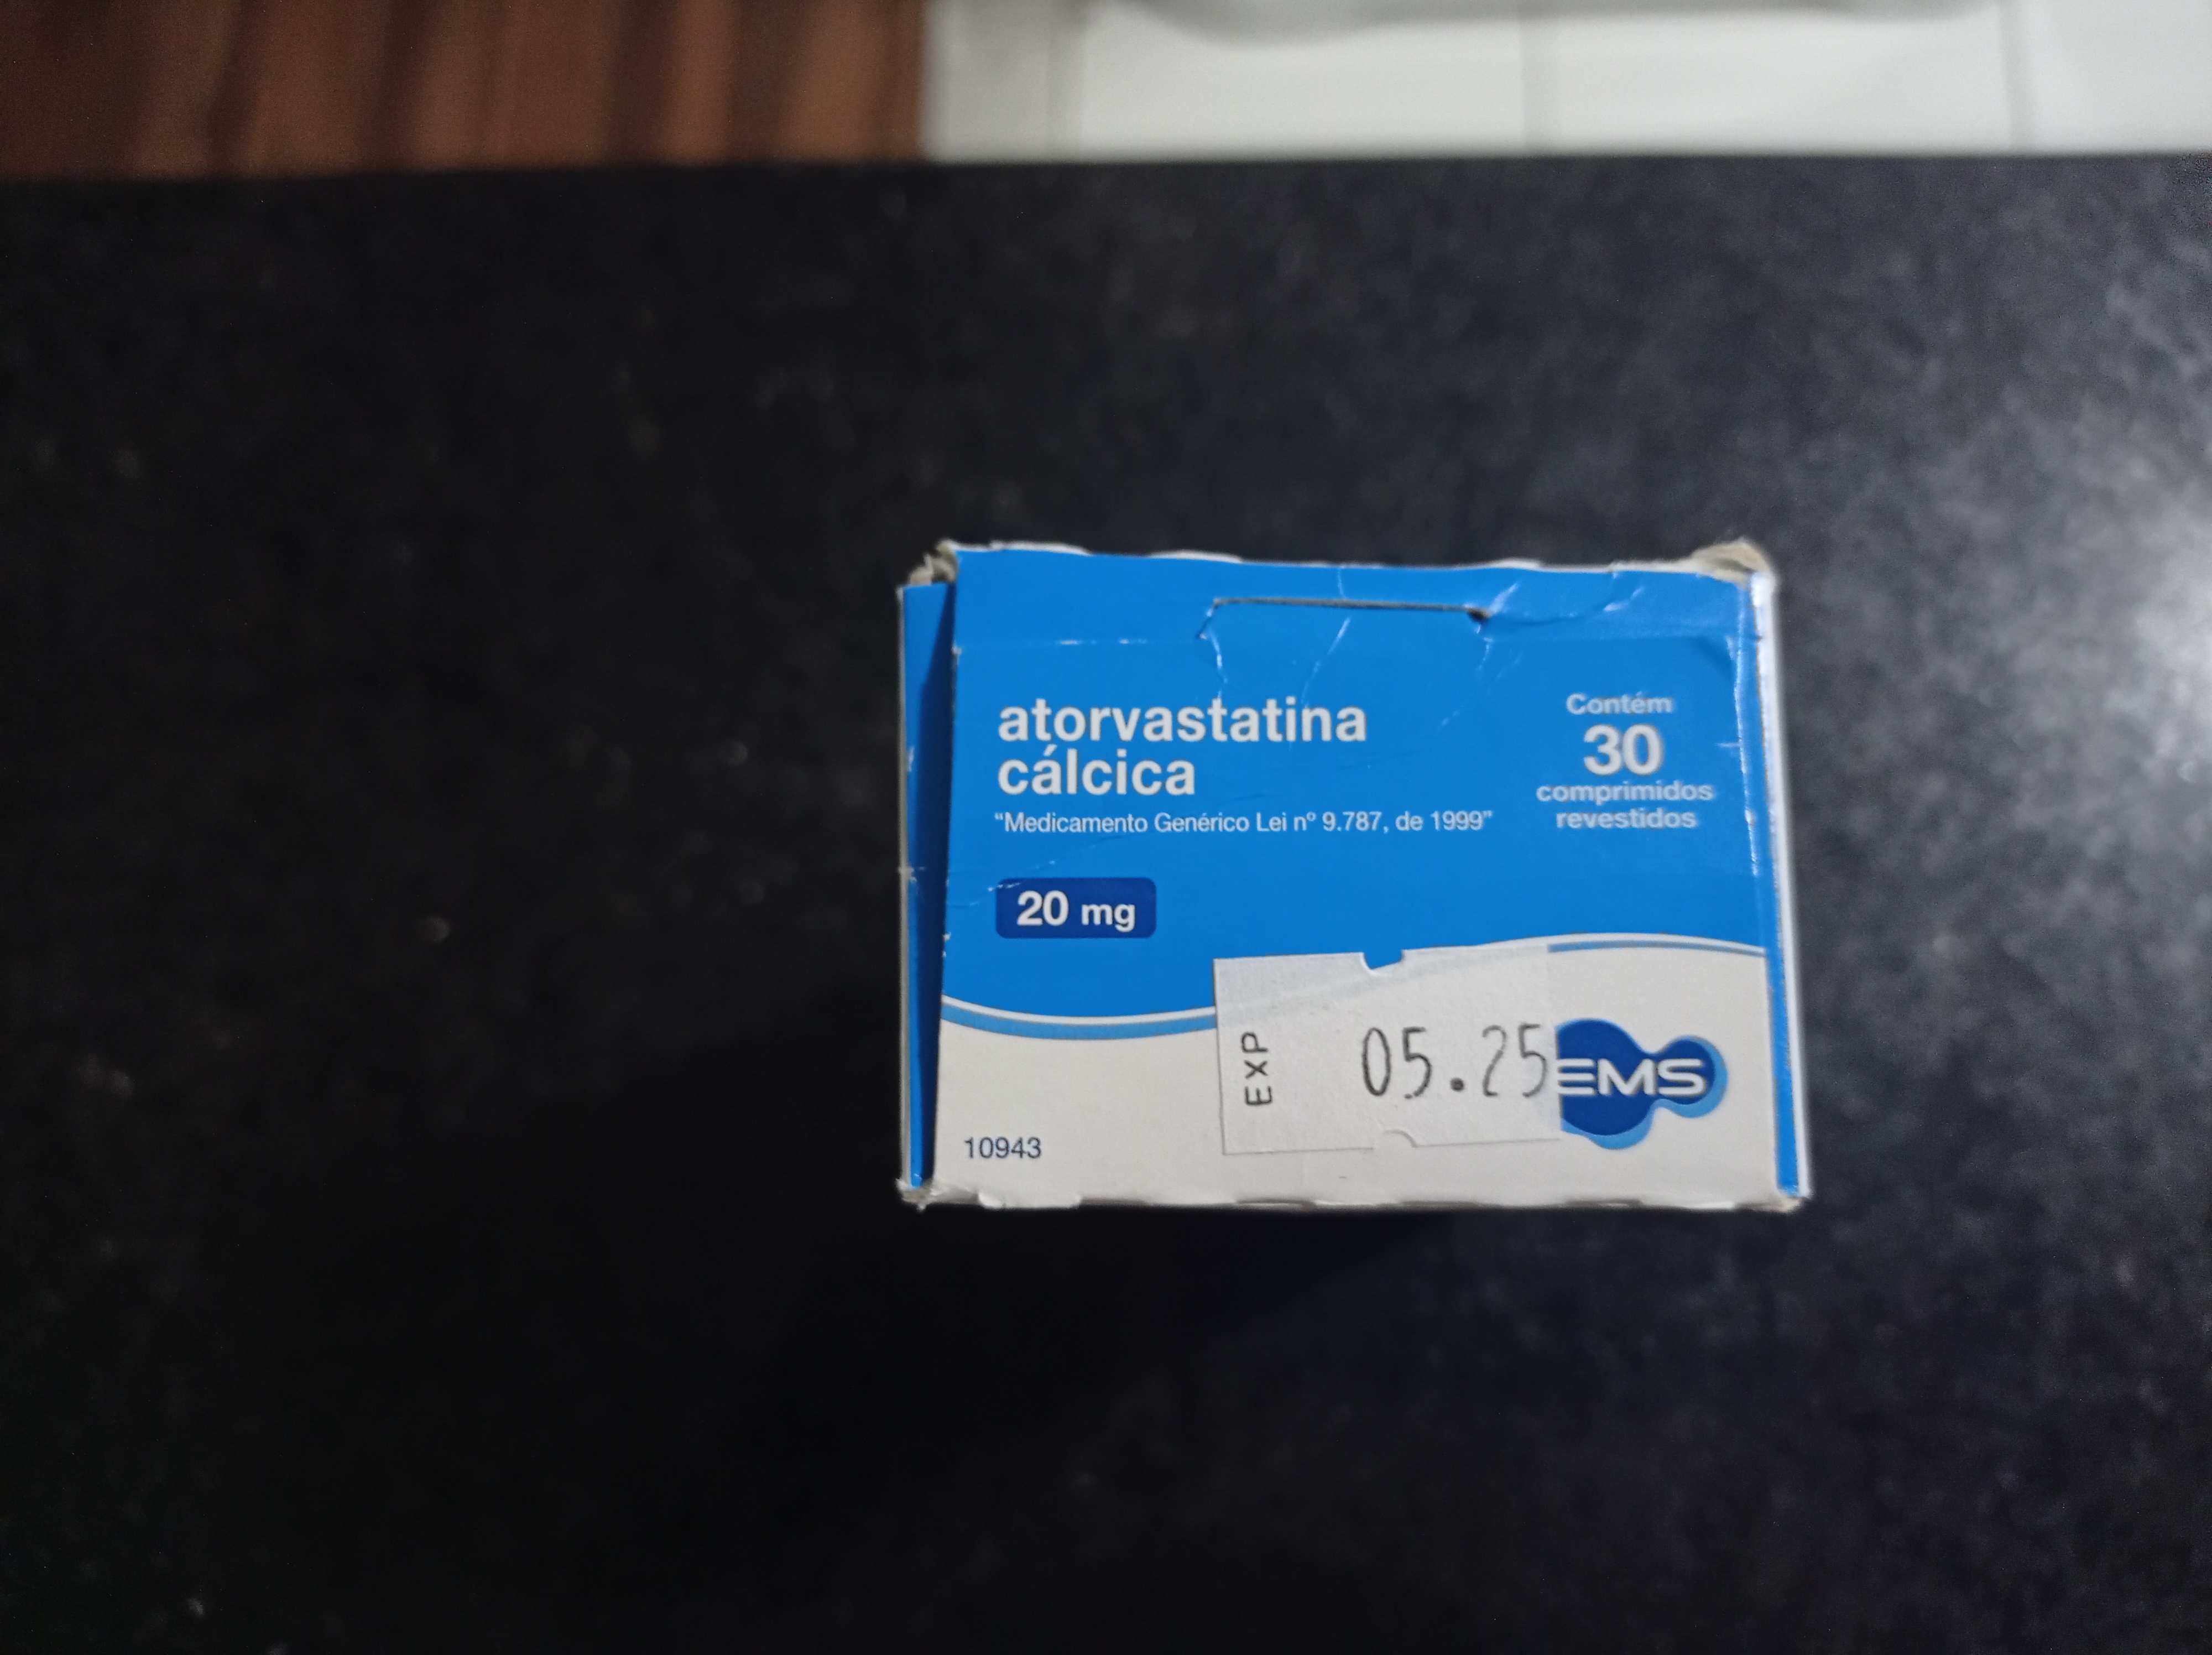 atorvastatina
cálcica
"Medicamento Genérico Lei nº 9.787, de 1999"
Contém
30
comprimidos
revestidos
20 mg
EXP 05.25
EMS
10943